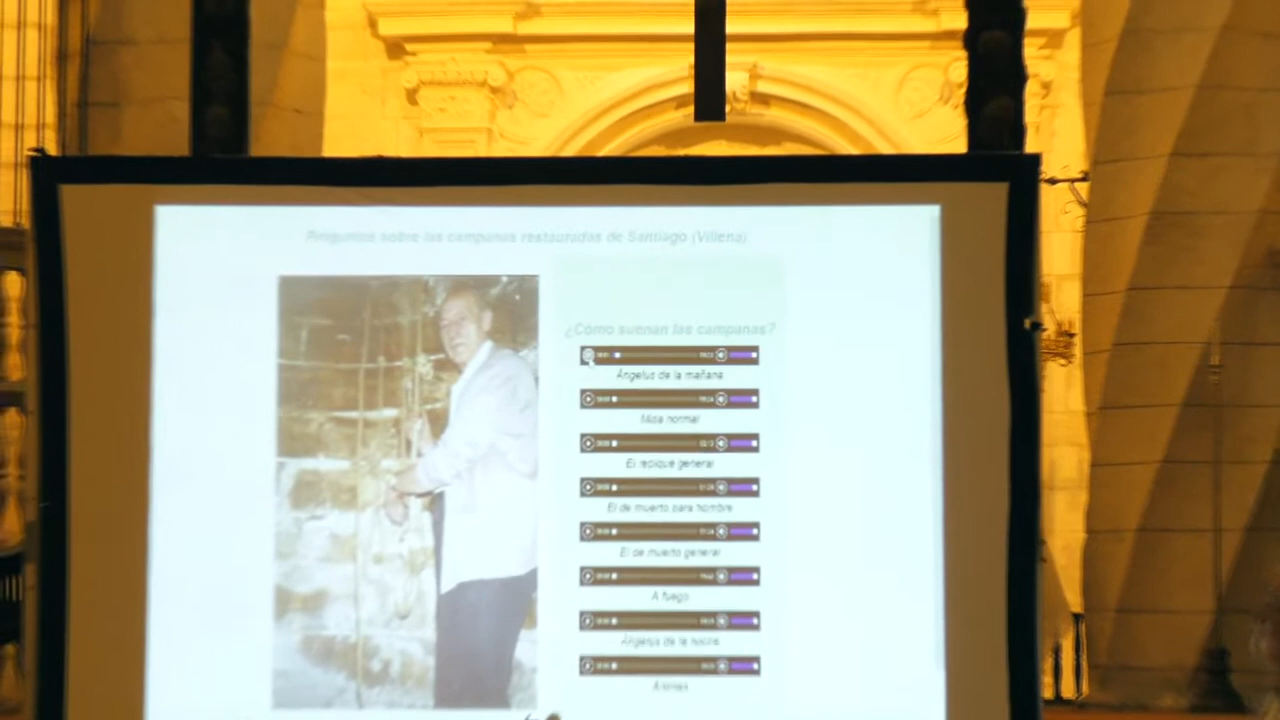 Preguntas sobre las campanas restauradas de Santiago (Villena)
¿Cómo suenan las campanas?
Ángelus de la mañana
Misa normal
El repique general
El de muerto para hombre
El de muerto general
A fuego
Ángelus de la noche
Ánimas